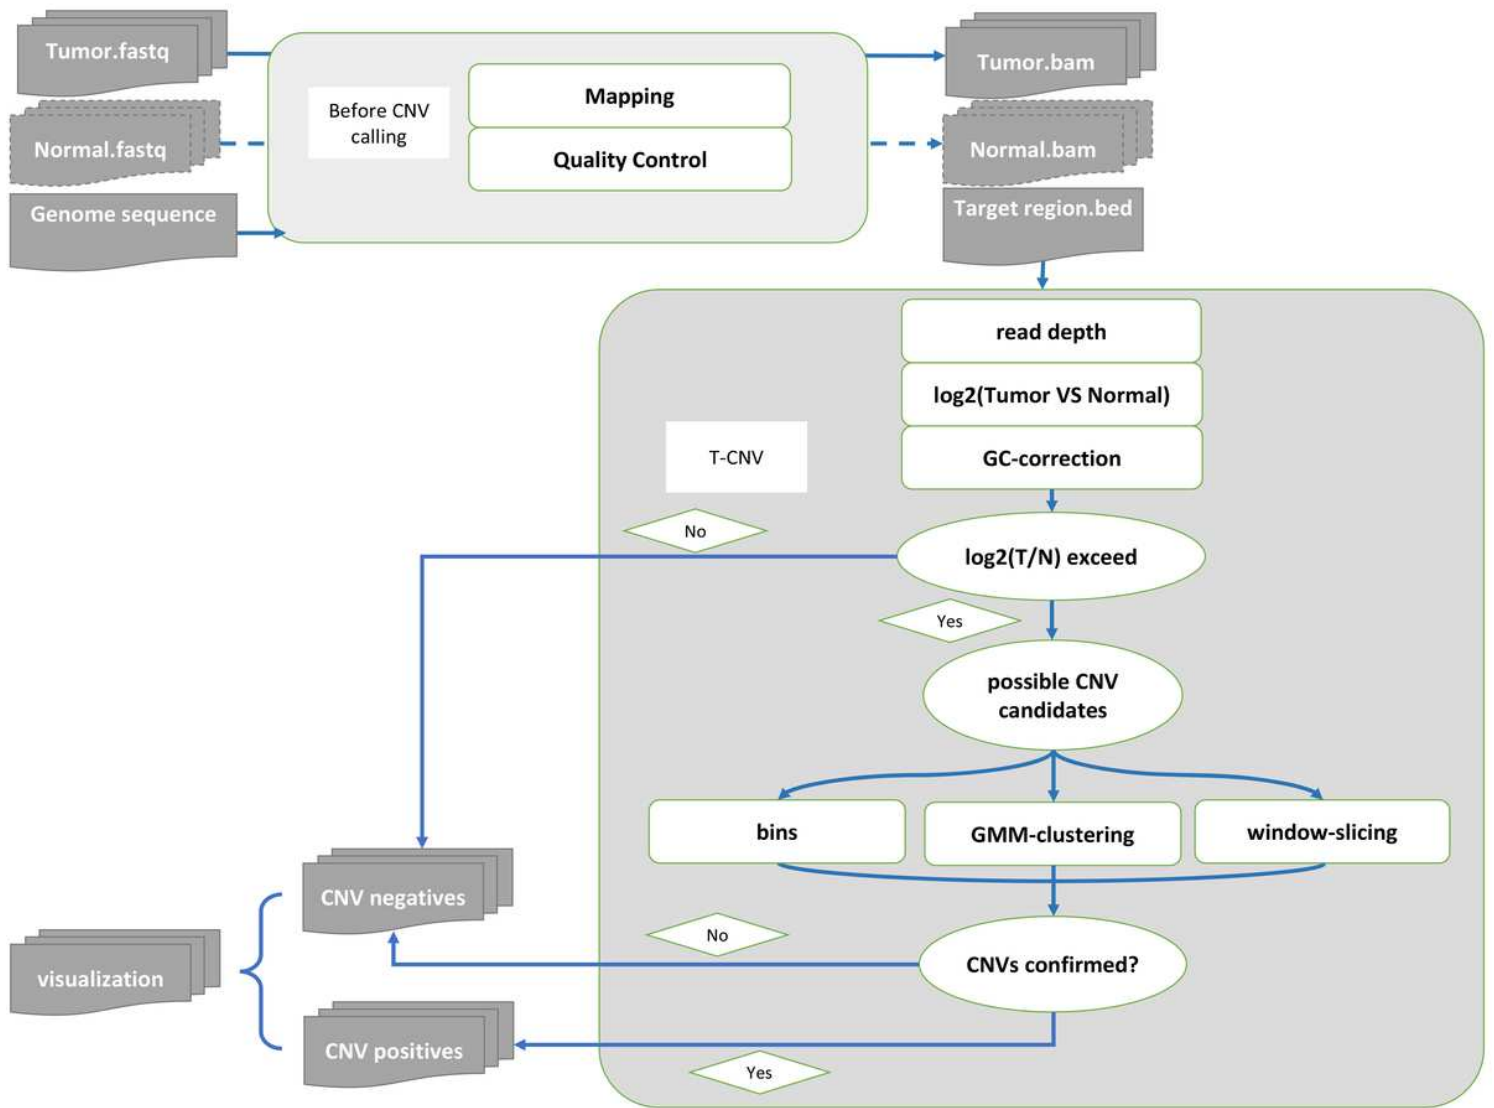 Tumor.fastq
Normal.fastq
Genome sequence
Before CNV
calling
Mapping
Quality Control
Tumor.bam
Normal.bam
Target region.bed
read depth
log2(Tumor VS Normal)
GC-correction
T-CNV
No
log2(T/N) exceed
Yes
possible CNV
candidates
bins
GMM-clustering
window-slicing
CNV negatives
No
CNVs confirmed?
visualization
CNV positives
Yes